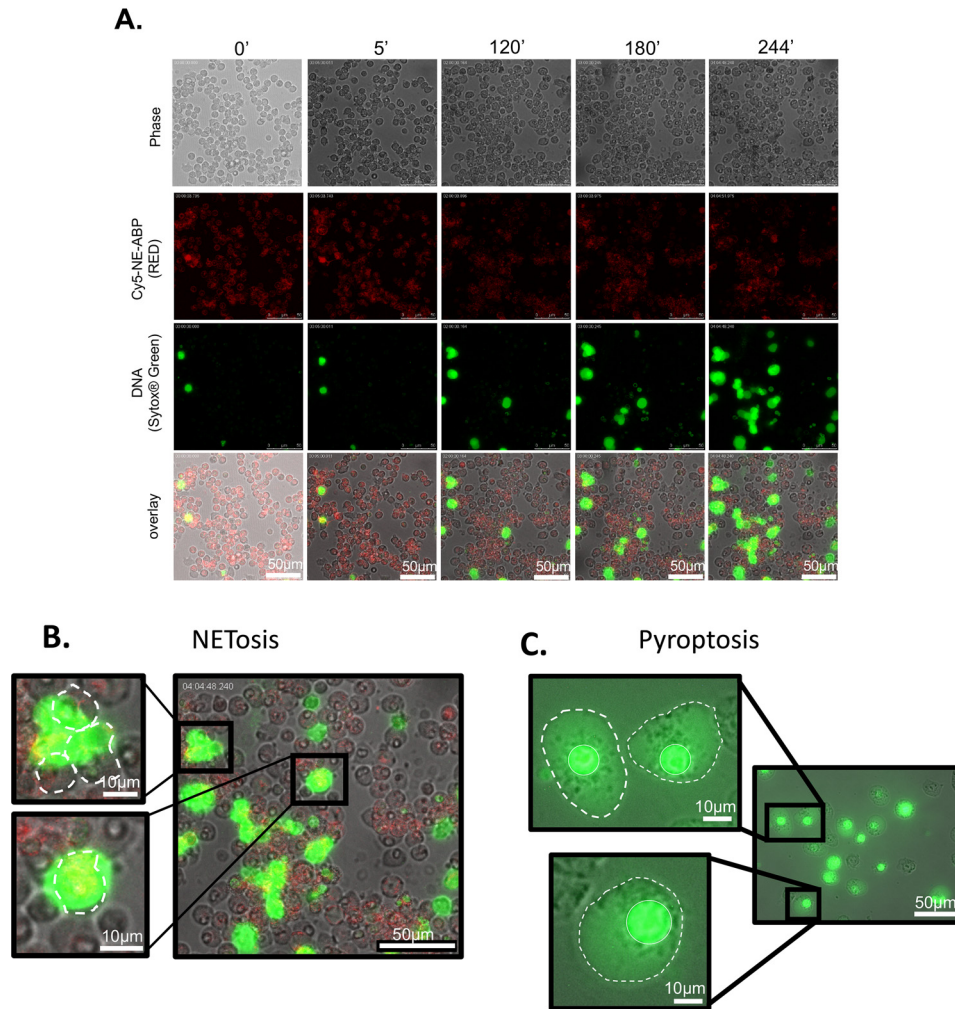 A.
0' 5' 120' 180' 244'
Phase
Cy5-NE-ABP
(RED)
DNA
(Sytox® Green)
overlay
50µm 50µm 50µm 50µm 50µm
B. NETosis
C. Pyroptosis
04:04:48.240
10µm
10µm
50µm
10µm
50µm
10µm